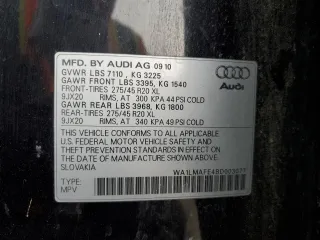 MFD. BY AUDI AG 09 10
GVWR LBS 7110, KG 3225
GAWR FRONT LBS 3395, KG 1540
FRONT-TIRES 275/45 R20 XL
9JX20 RIMS, AT 300 KPA 44 PSI COLD
GAWR REAR LBS 3968, KG 1800
REAR-TIRES 275/45 R20 XL
9JX20 RIMS, AT 340 KPA 49 PSI COLD
Audi
THIS VEHICLE CONFORMS TO ALL APPLICABLE
U.S. FEDERAL MOTOR VEHICLE SAFETY
STANDARDS IN EFFECT ON THE DATE OF
MANUFACTURE SHOWN ABOVE.
SLOVAKIA
TYPE:
MPV